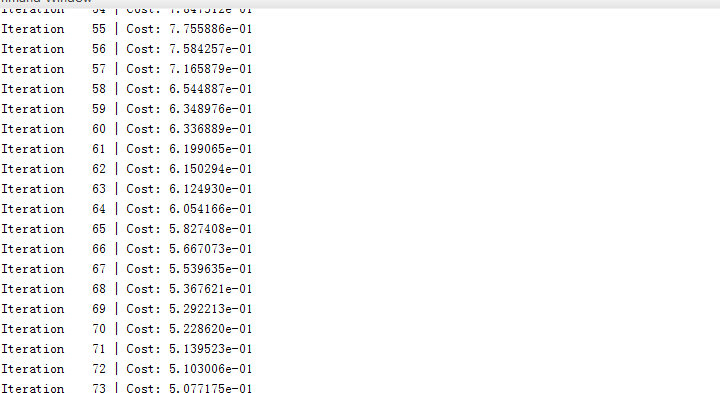 Iteration    55 | Cost: 7.755886e-01
Iteration    56 | Cost: 7.584257e-01
Iteration    57 | Cost: 7.165879e-01
Iteration    58 | Cost: 6.544887e-01
Iteration    59 | Cost: 6.348976e-01
Iteration    60 | Cost: 6.336889e-01
Iteration    61 | Cost: 6.199065e-01
Iteration    62 | Cost: 6.150294e-01
Iteration    63 | Cost: 6.124930e-01
Iteration    64 | Cost: 6.054166e-01
Iteration    65 | Cost: 5.827408e-01
Iteration    66 | Cost: 5.667073e-01
Iteration    67 | Cost: 5.539635e-01
Iteration    68 | Cost: 5.367621e-01
Iteration    69 | Cost: 5.292213e-01
Iteration    70 | Cost: 5.228620e-01
Iteration    71 | Cost: 5.139523e-01
Iteration    72 | Cost: 5.103006e-01
Iteration    73 | Cost: 5.077175e-01